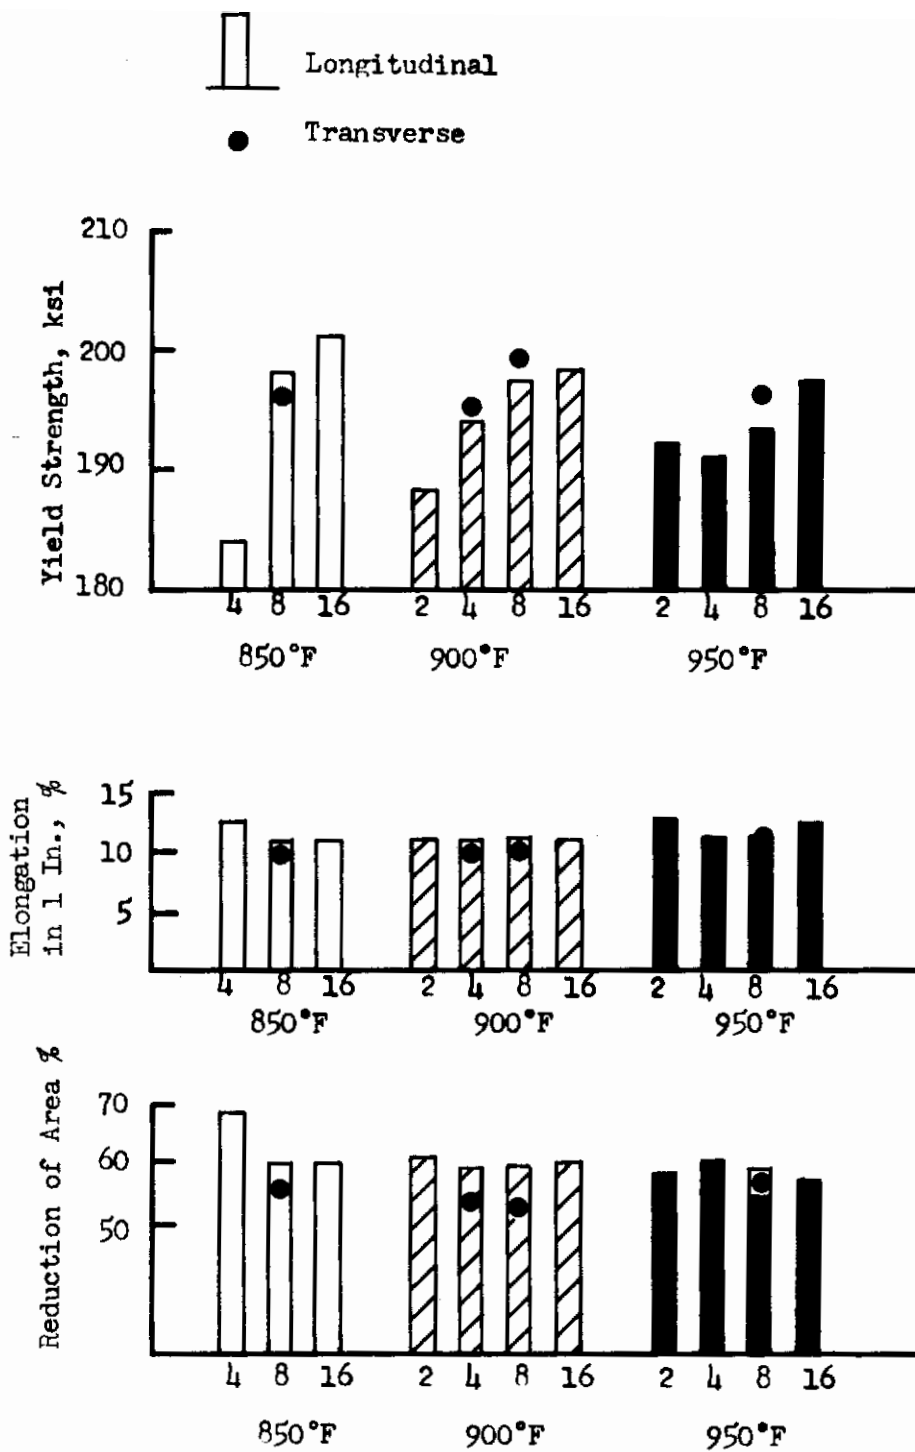 Longitudinal
Transverse
Yield Strength, ksi
210
200
190
180
4 8 16 2 4 8 16 2 4 8 16
850°F 900°F 950°F
Elongation
in 1 In., %
15
10
5
4 8 16 2 4 8 16 2 4 8 16
850°F 900°F 950°F
Reduction of Area %
70
60
50
4 8 16 2 4 8 16 2 4 8 16
850°F 900°F 950°F